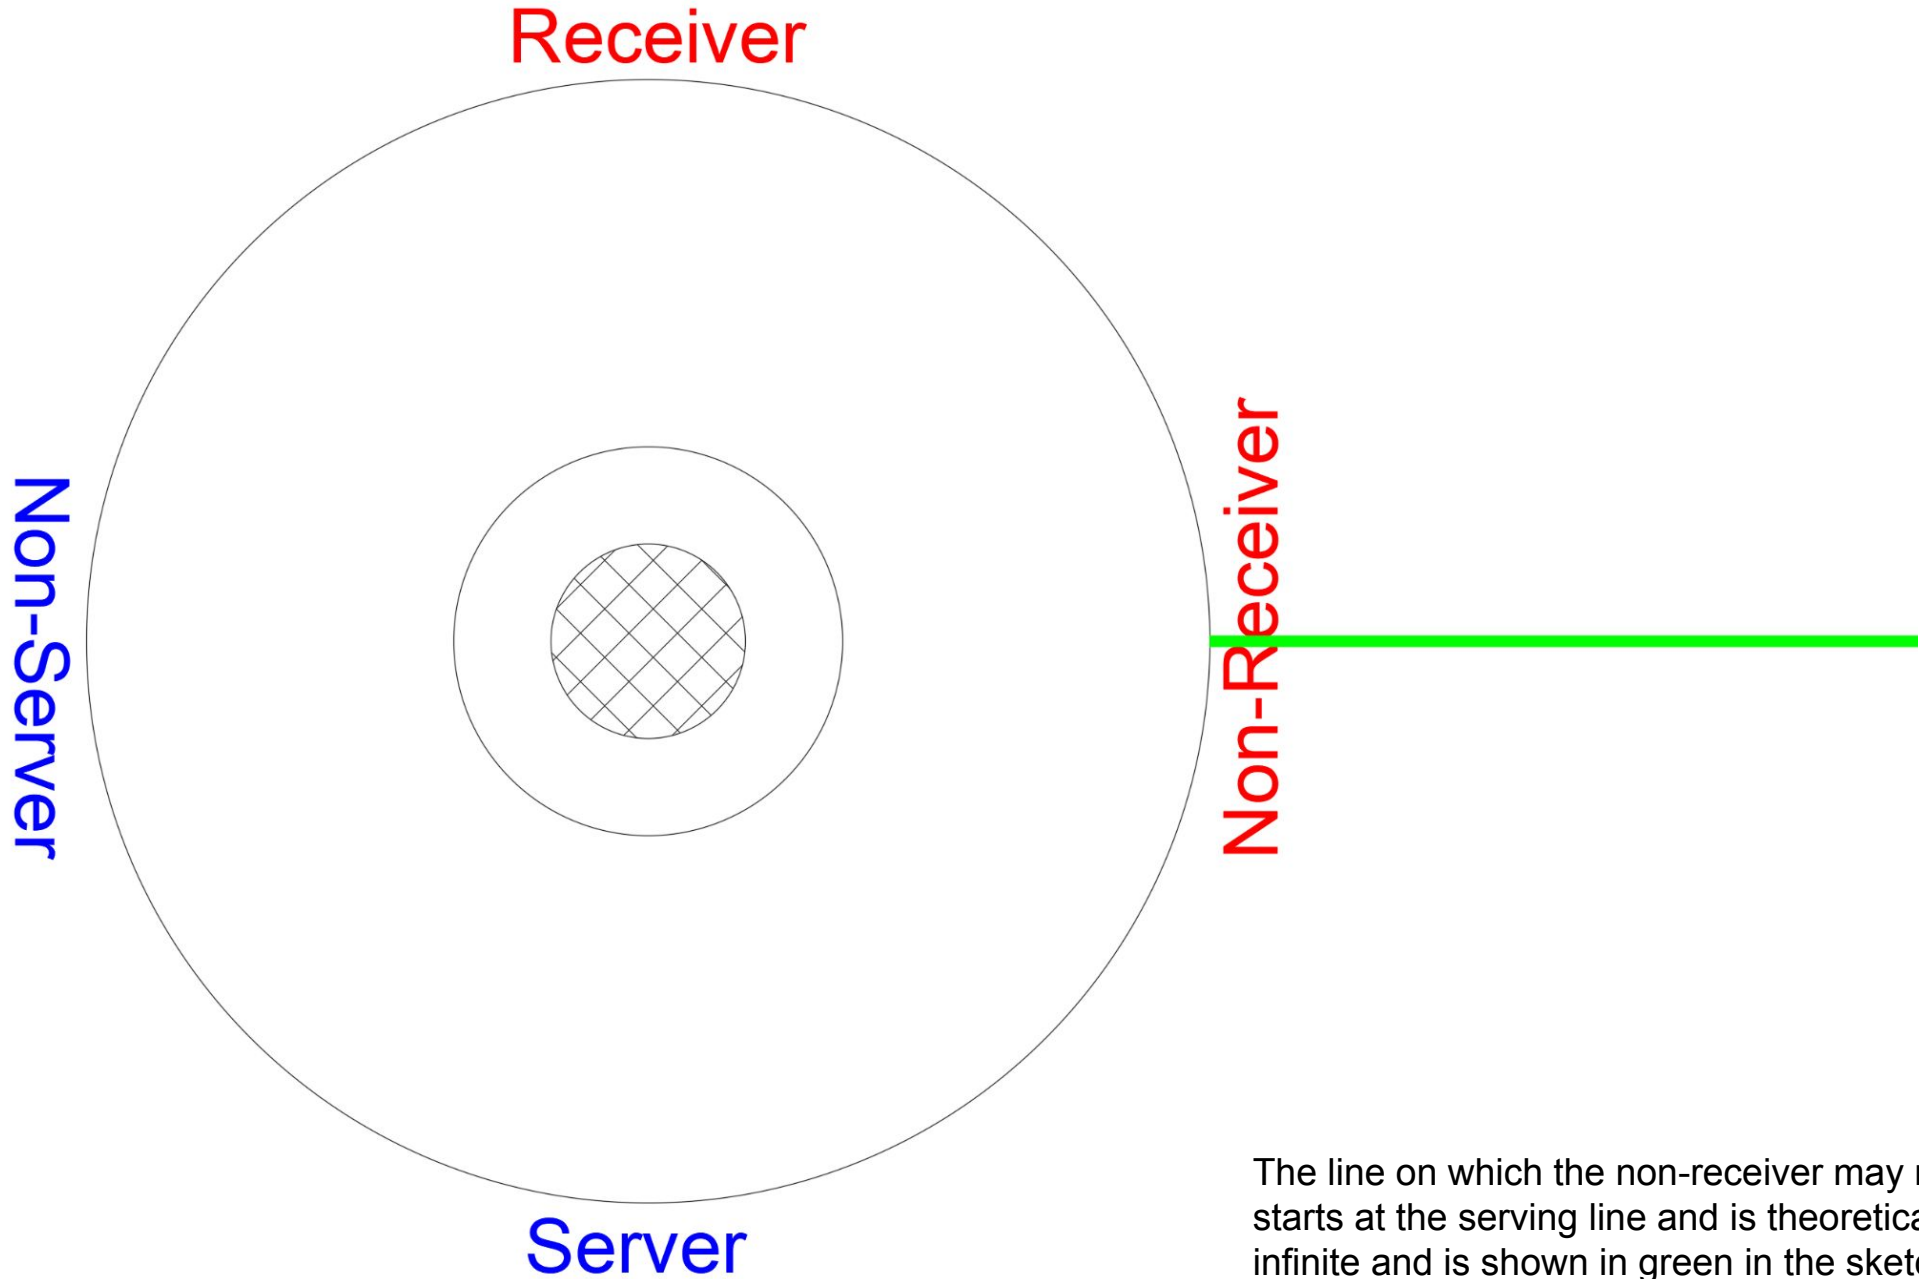 Receiver
Non-Server
Non-Receiver
Server
The line on which the non-receiver may
starts at the serving line and is
infinite and is shown in green in the